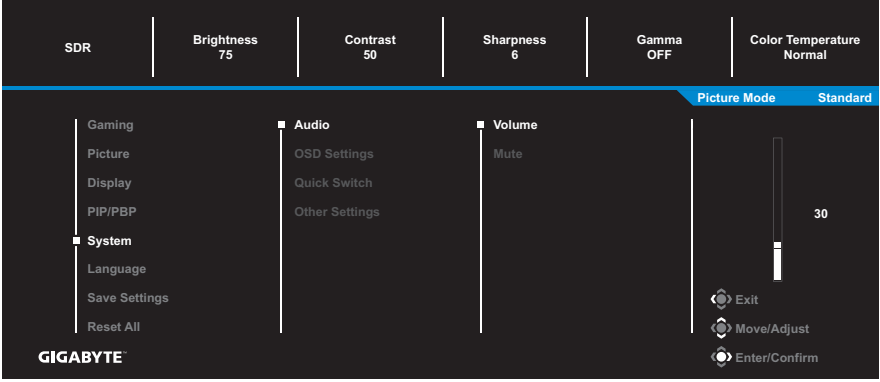 SDR
Brightness
75
Contrast
50
Sharpness
6
Gamma
OFF
Color Temperature
Normal
Picture Mode Standard
Gaming
Picture
Display
PIP/PBP
System
Language
Save Settings
Reset All
Audio
OSD Settings
Quick Switch
Other Settings
Volume
Mute
30
Exit
Move/Adjust
Enter/Confirm
GIGABYTE™